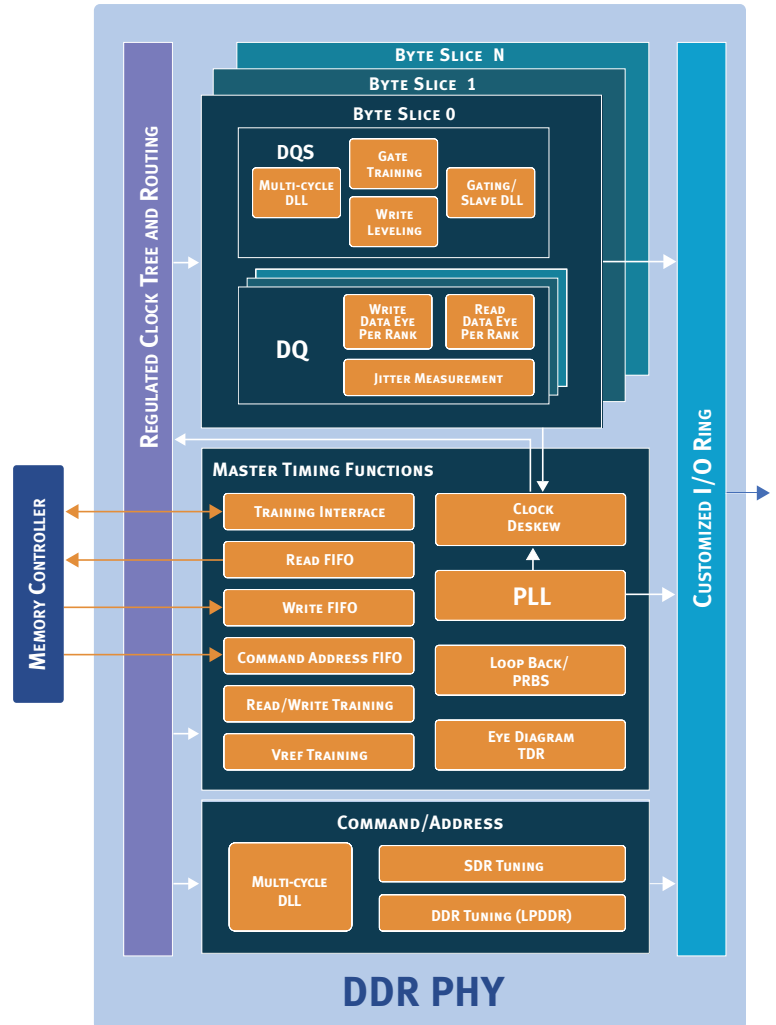 Byte Slice N
Byte Slice 1
Byte Slice 0
DQS
Multi-cycle
DLL
Gate
Training
Write
Leveling
Gating/
Slave DLL
DQ
Write
Data Eye
Per Rank
Read
Data Eye
Per Rank
Jitter Measurement
Regulated Clock Tree and Routing
Customized I/O Ring
Memory Controller
Master Timing Functions
Training Interface
Read FIFO
Write FIFO
Command Address FIFO
Read/Write Training
Vref Training
Clock
Deskew
PLL
Loop Back/
PRBS
Eye Diagram
TDR
Command/Address
Multi-cycle
DLL
SDR Tuning
DDR Tuning (LPDDR)
DDR PHY